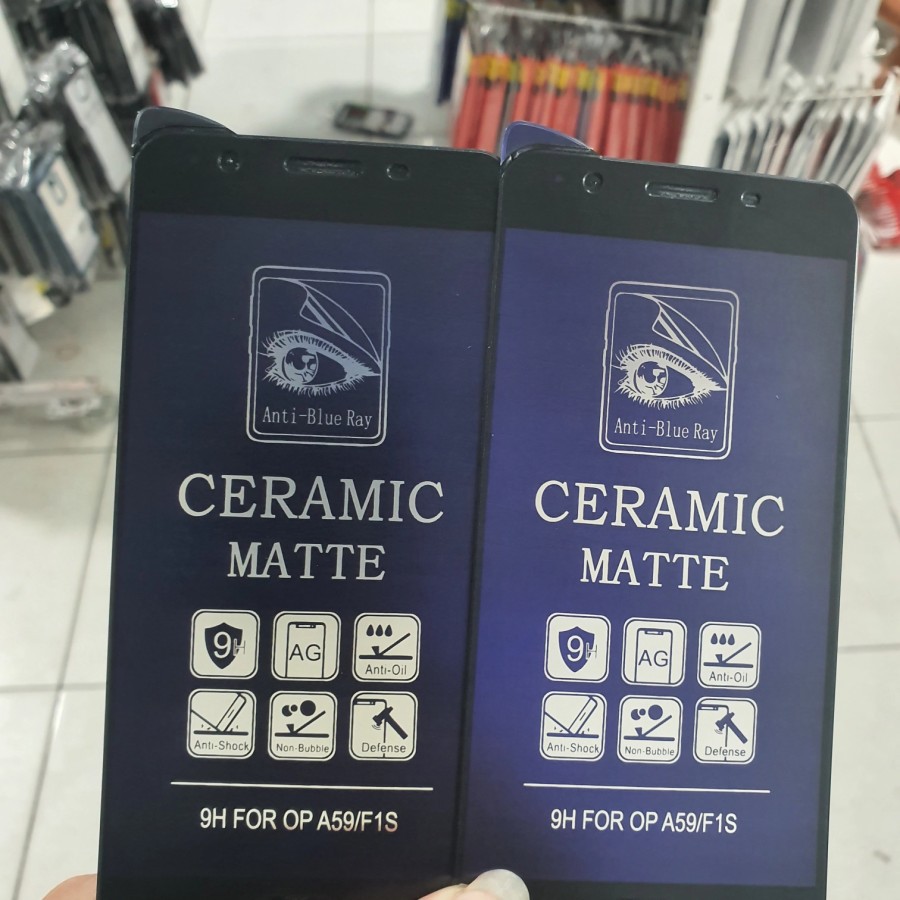 Anti-Blue Ray
CERAMIC
MATTE
9H
AG
Anti-Oil
Anti-Shock
Non-Bubble
Defense
9H FOR OP A59/F1S
Anti-Blue Ray
CERAMIC
MATTE
9H
AG
Anti-Oil
Anti-Shock
Non-Bubble
Defense
9H FOR OP A59/F1S